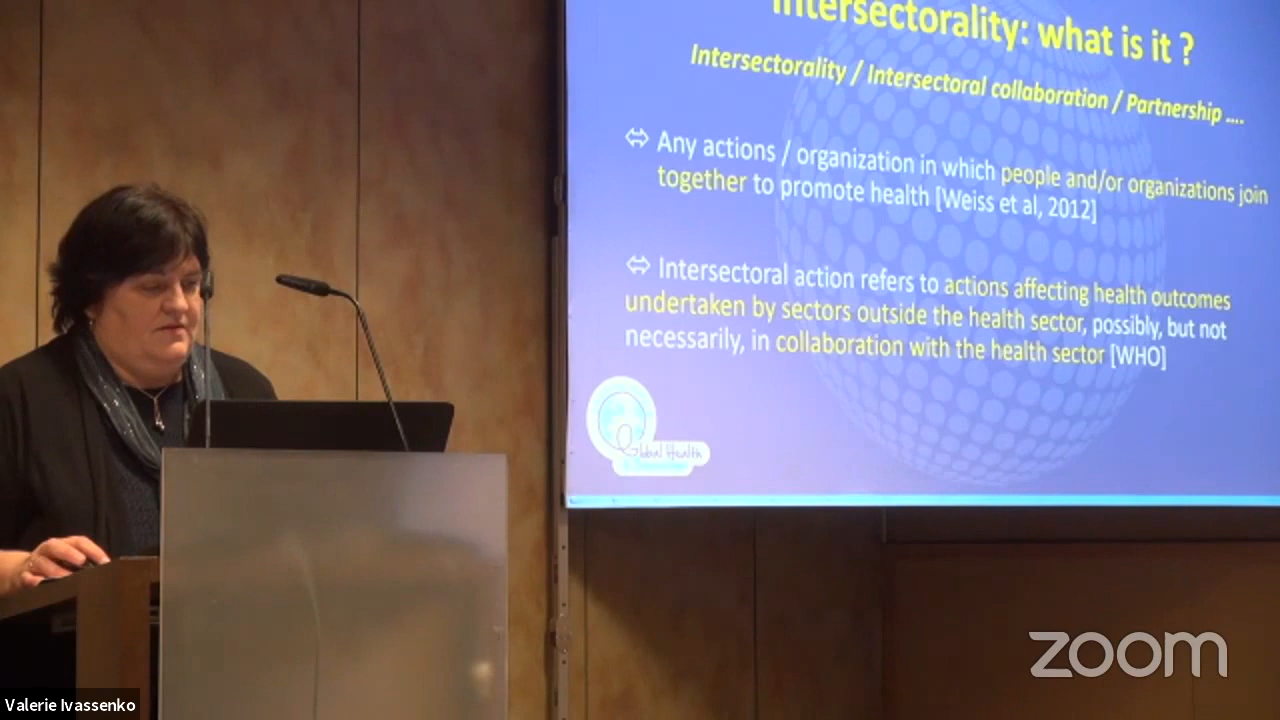 Intersectorality: what is it ?
Intersectorality / Intersectoral collaboration / Partnership ....
⇔ Any actions / organization in which people and/or organizations join
together to promote health [Weiss et al, 2012]
⇔ Intersectoral action refers to actions affecting health outcomes
undertaken by sectors outside the health sector, possibly, but not
necessarily, in collaboration with the health sector [WHO]
Global Health
zoom
Valerie Ivassenko